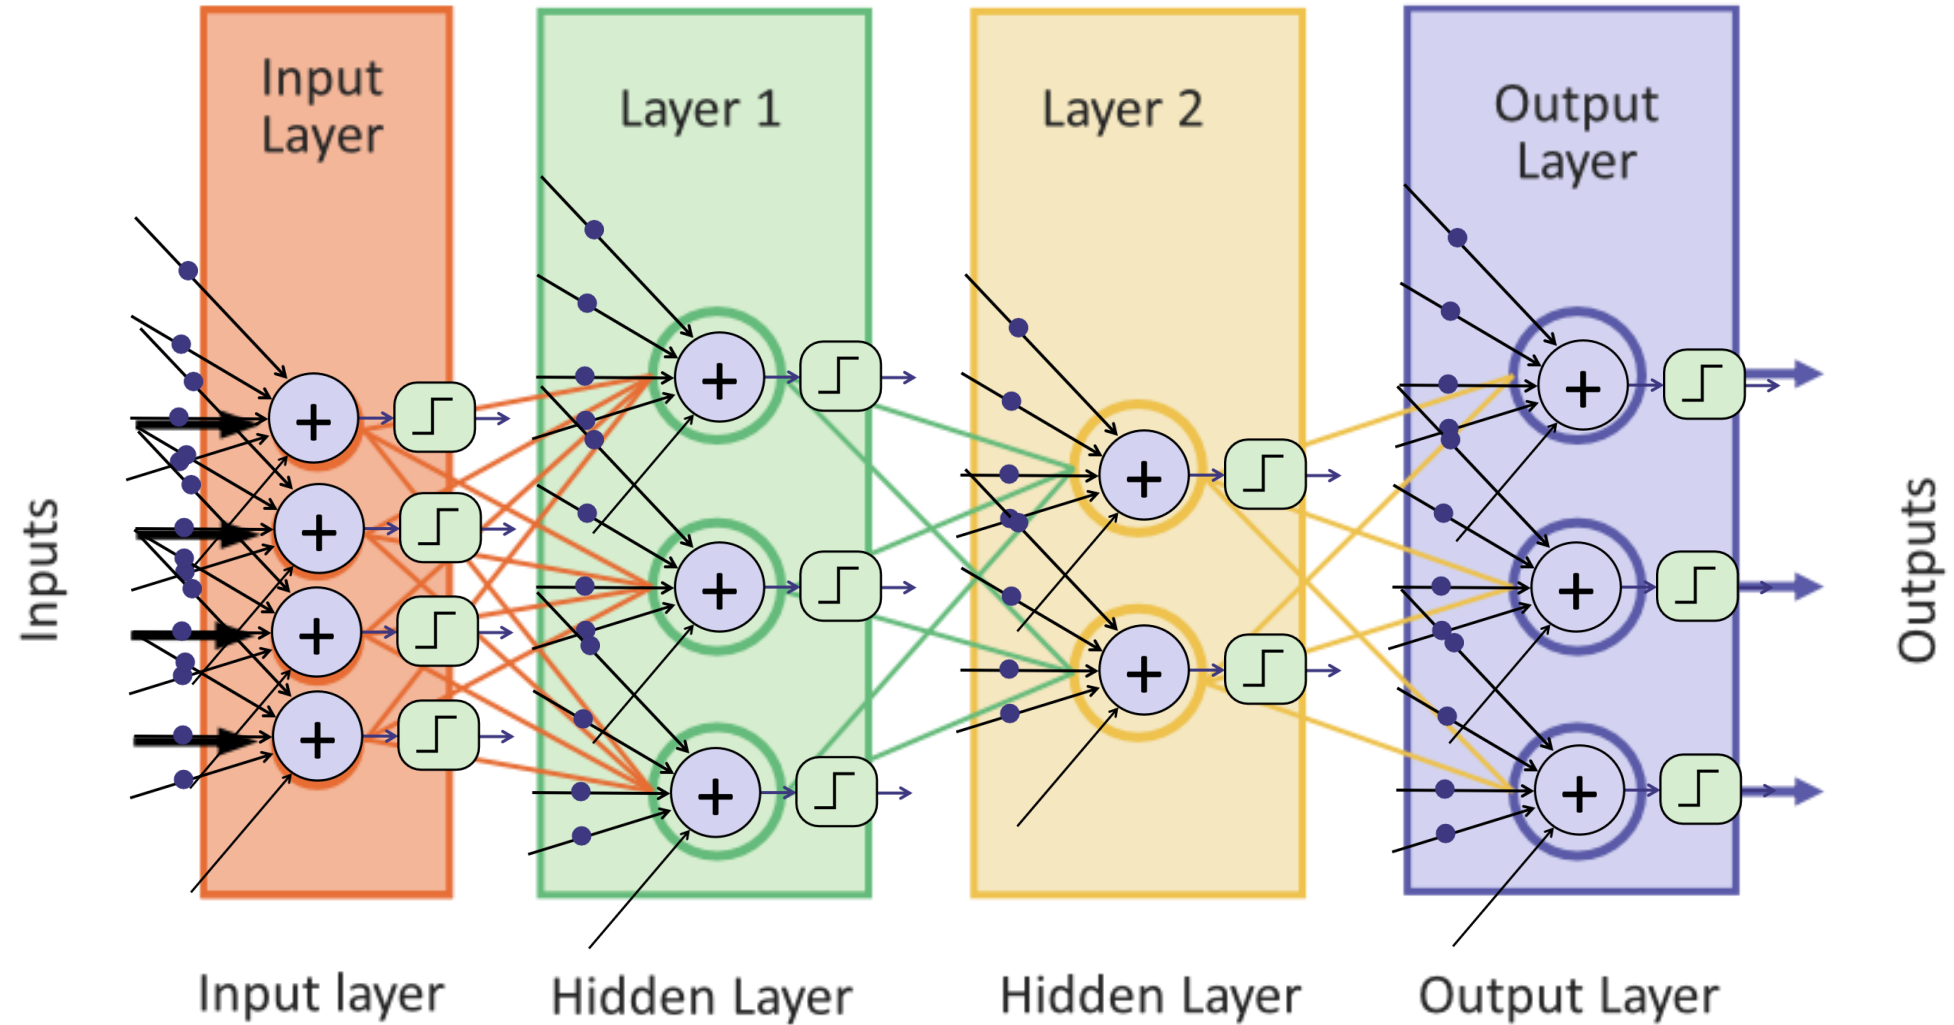 Input
Layer
Layer 1
Layer 2
Output
Layer
Inputs
+
+
+
+
+
+
+
+
+
+
+
+
Outputs
Input layer
Hidden Layer
Hidden Layer
Output Layer